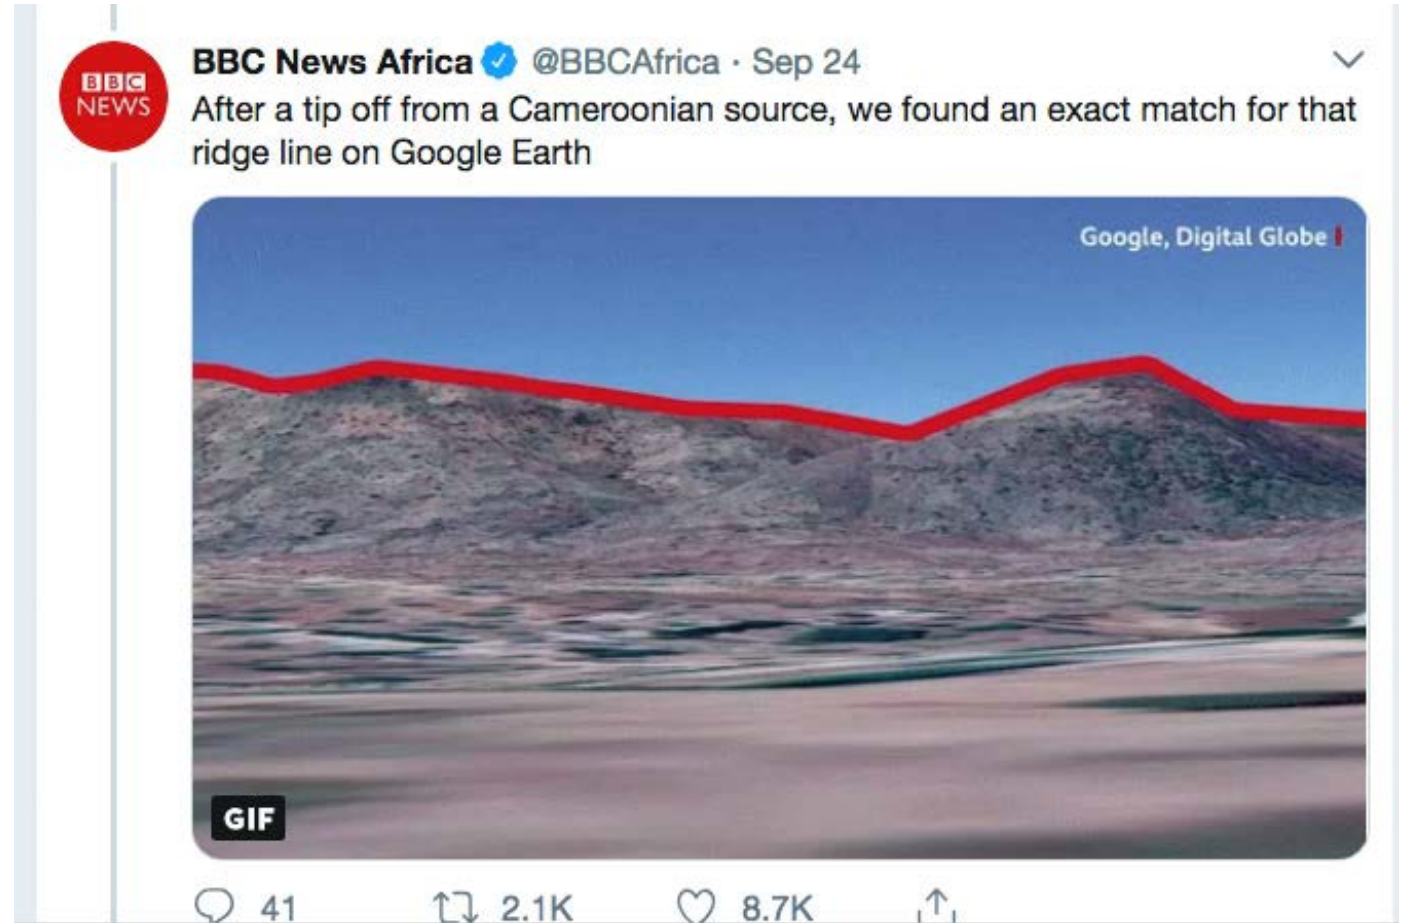 BBC NEWS
BBC News Africa @BBCAfrica · Sep 24
After a tip off from a Cameroonian source, we found an exact match for that
ridge line on Google Earth
Google, Digital Globe
GIF
41 2.1K 8.7K